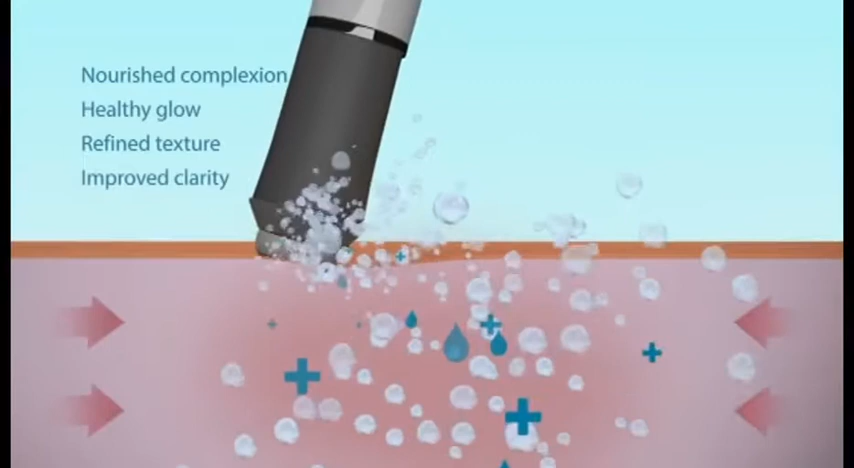 Nourished complexion
Healthy glow
Refined texture
Improved clarity